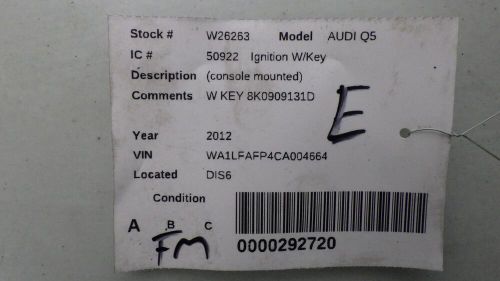 Stock # W26263 Model AUDI Q5
IC # 50922 Ignition W/Key
Description (console mounted)
Comments W KEY 8K0909131D
E
Year 2012
VIN WA1LFAFP4CA004664
Located DIS6
Condition
A B C
FM
0000292720